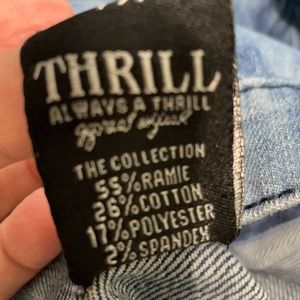 THRILL
ALWAYS A THRILL
THE COLLECTION
55% RAMIE
26% COTTON
17% POLYESTER
2% SPANDEX